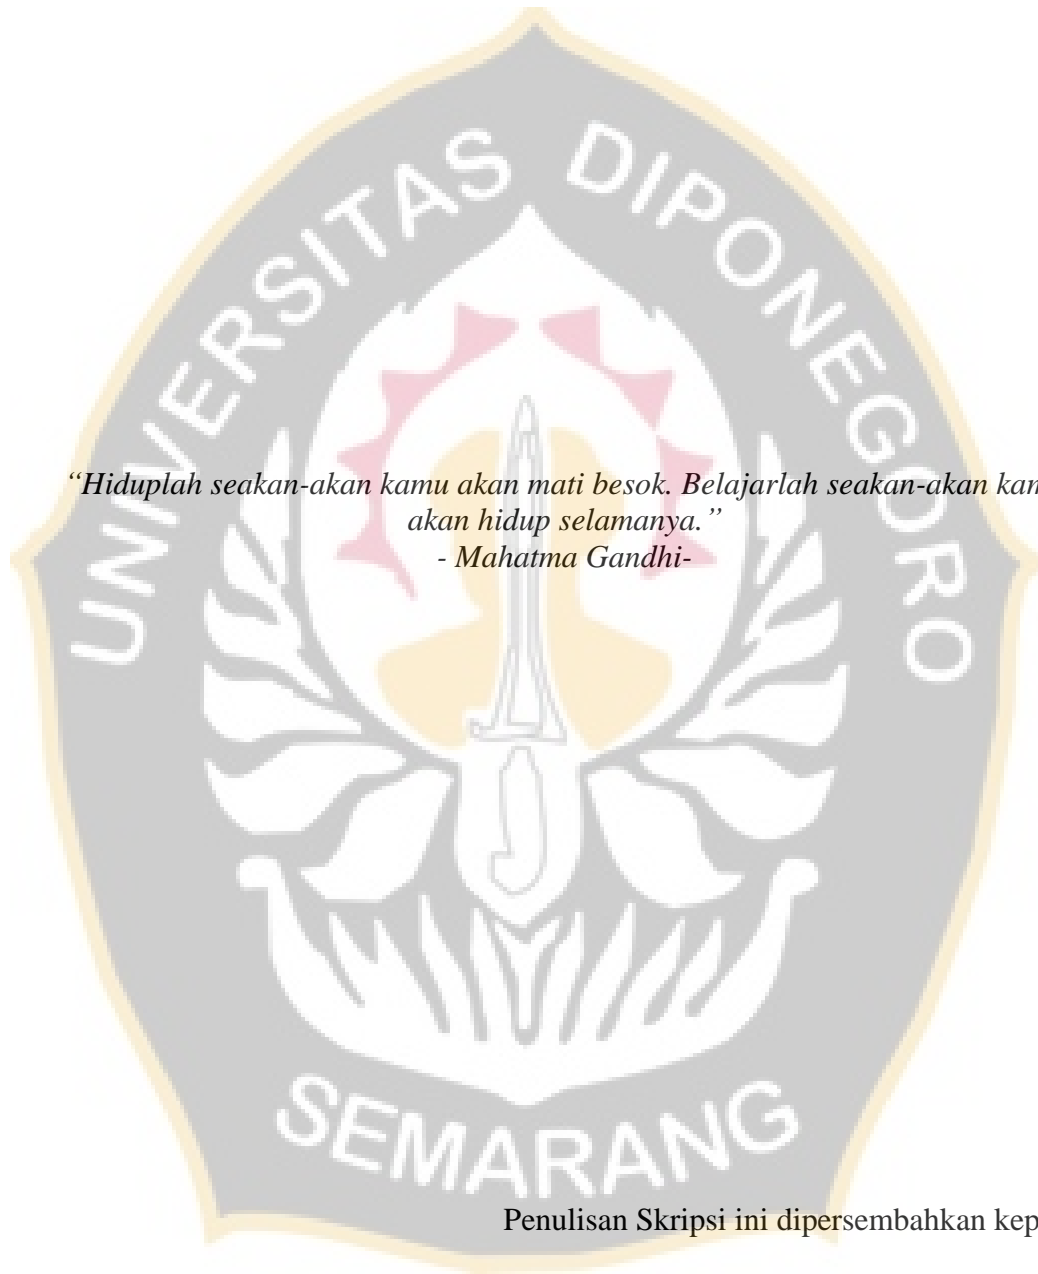 UNIVERSITAS DIPONEGORO
“Hiduplah seakan-akan kamu akan mati besok. Belajarlah seakan-akan kam
akan hidup selamanya.”
- Mahatma Gandhi-
SEMARANG
Penulisan Skripsi ini dipersembahkan kep